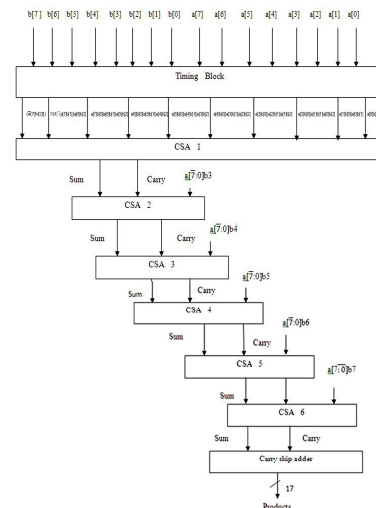 b[7] b[6] b[5] b[4] b[3] b[2] b[1] b[0] a[7] a[6] a[5] a[4] a[3] a[2] a[1] a[0]
Timing Block
CSA 1
Sum Carry a[7:0]b3
CSA 2
Sum Carry a[7:0]b4
CSA 3
Sum Carry a[7:0]b5
CSA 4
Sum Carry a[7:0]b6
CSA 5
Sum Carry a[7:0]b7
CSA 6
Sum Carry
Carry skip adder
17
Products